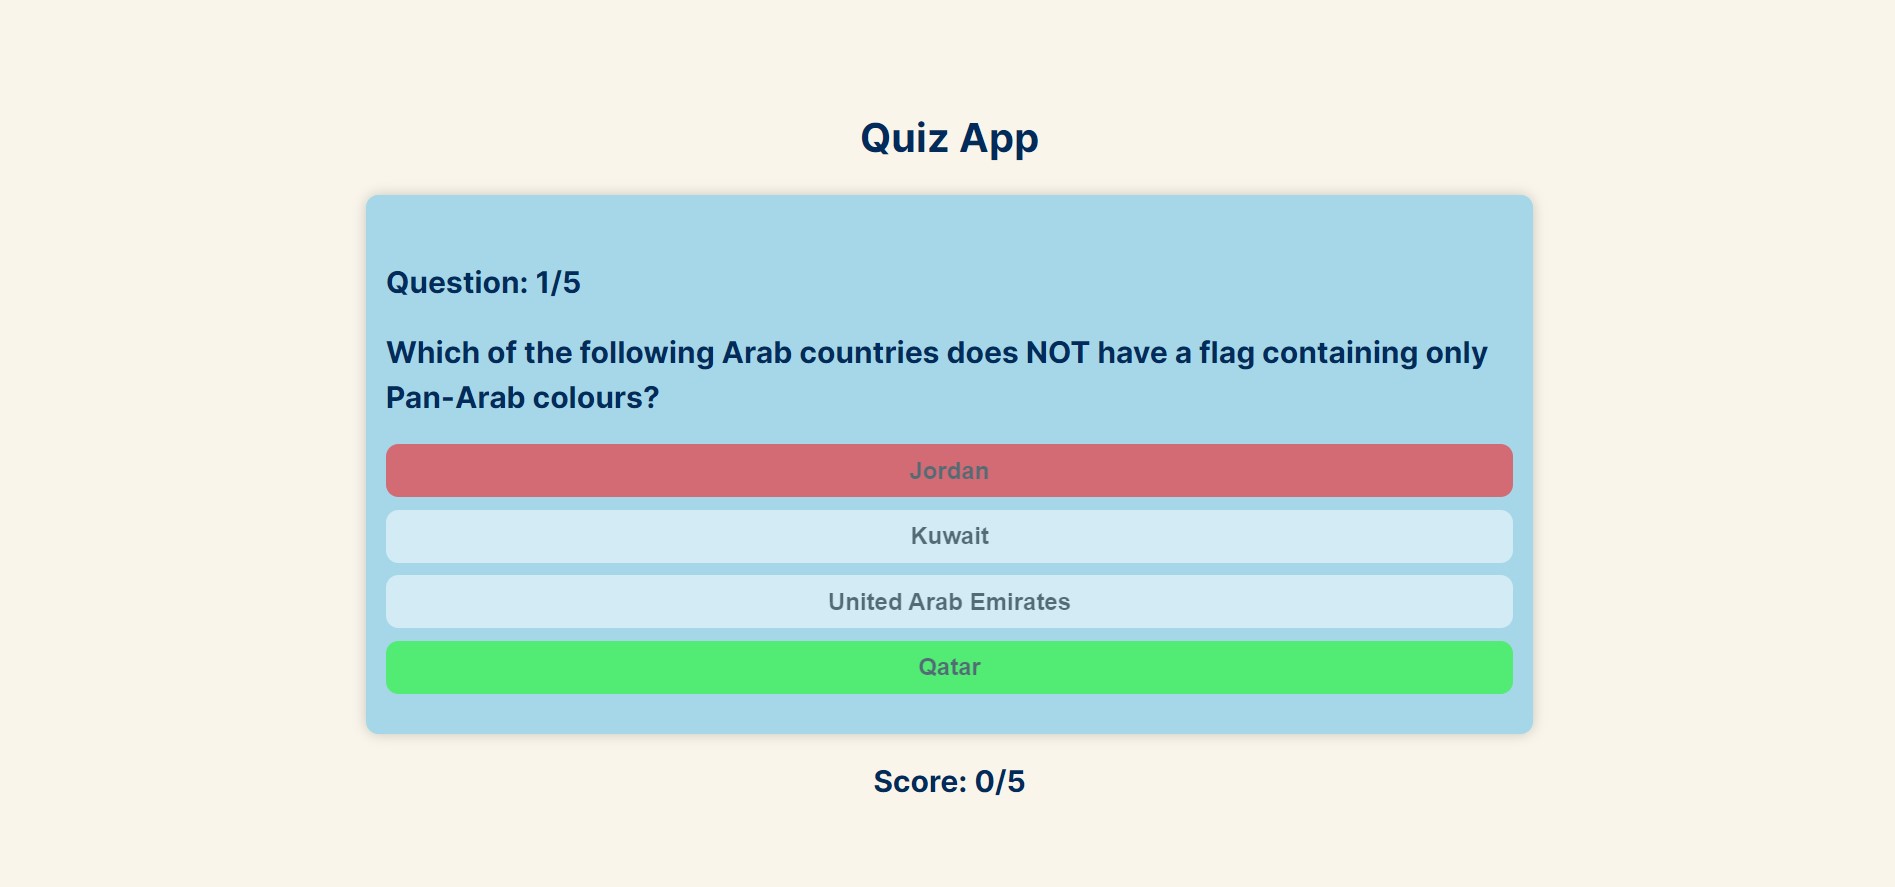 Quiz App
Question: 1/5
Which of the following Arab countries does NOT have a flag containing only
Pan-Arab colours?
Jordan
Kuwait
United Arab Emirates
Qatar
Score: 0/5